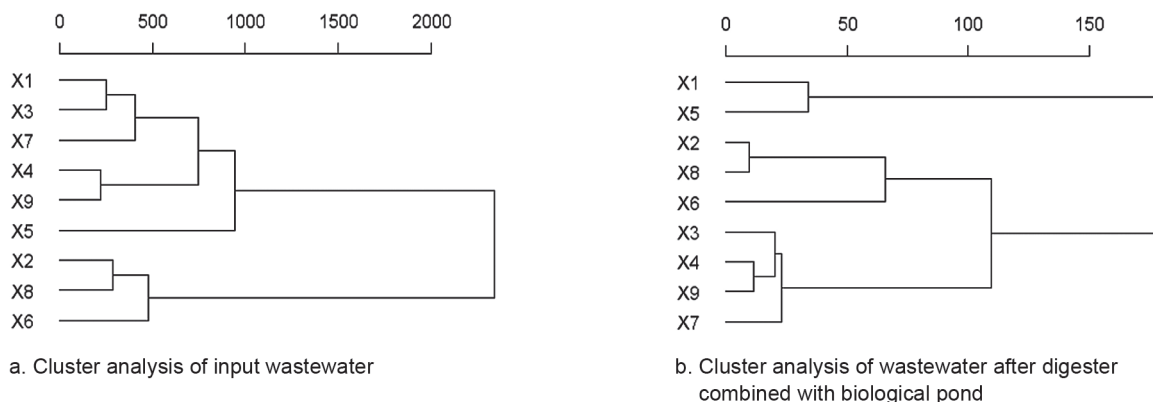 0 500 1000 1500 2000
X1
X3
X7
X4
X9
X5
X2
X8
X6
a. Cluster analysis of input wastewater
0 50 100 150
X1
X5
X2
X8
X6
X3
X4
X9
X7
b. Cluster analysis of wastewater after digester
combined with biological pond